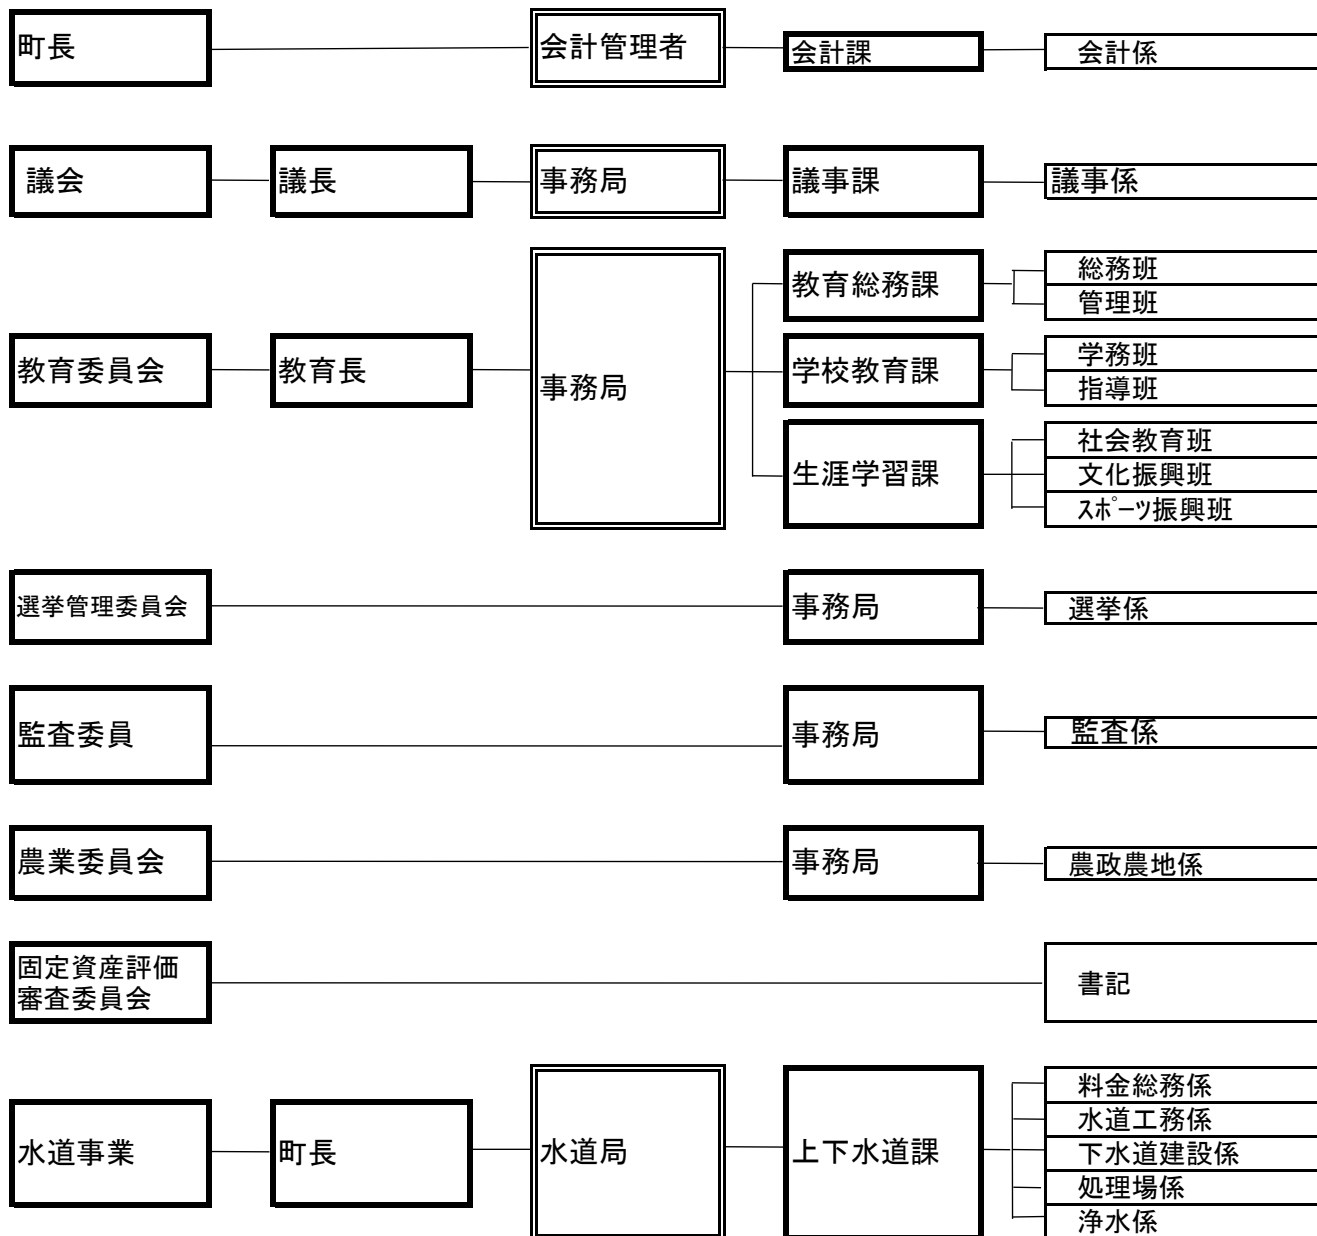 町長
会計管理者
会計課
会計係
議会
議長
事務局
議事課
議事係
教育委員会
教育長
事務局
教育総務課
総務班
管理班
学校教育課
学務班
指導班
生涯学習課
社会教育班
文化振興班
ｽﾎﾟｰﾂ振興班
選挙管理委員会
事務局
選挙係
監査委員
事務局
監査係
農業委員会
事務局
農政農地係
固定資産評価
審査委員会
書記
水道事業
町長
水道局
上下水道課
料金総務係
水道工務係
下水道建設係
処理場係
浄水係